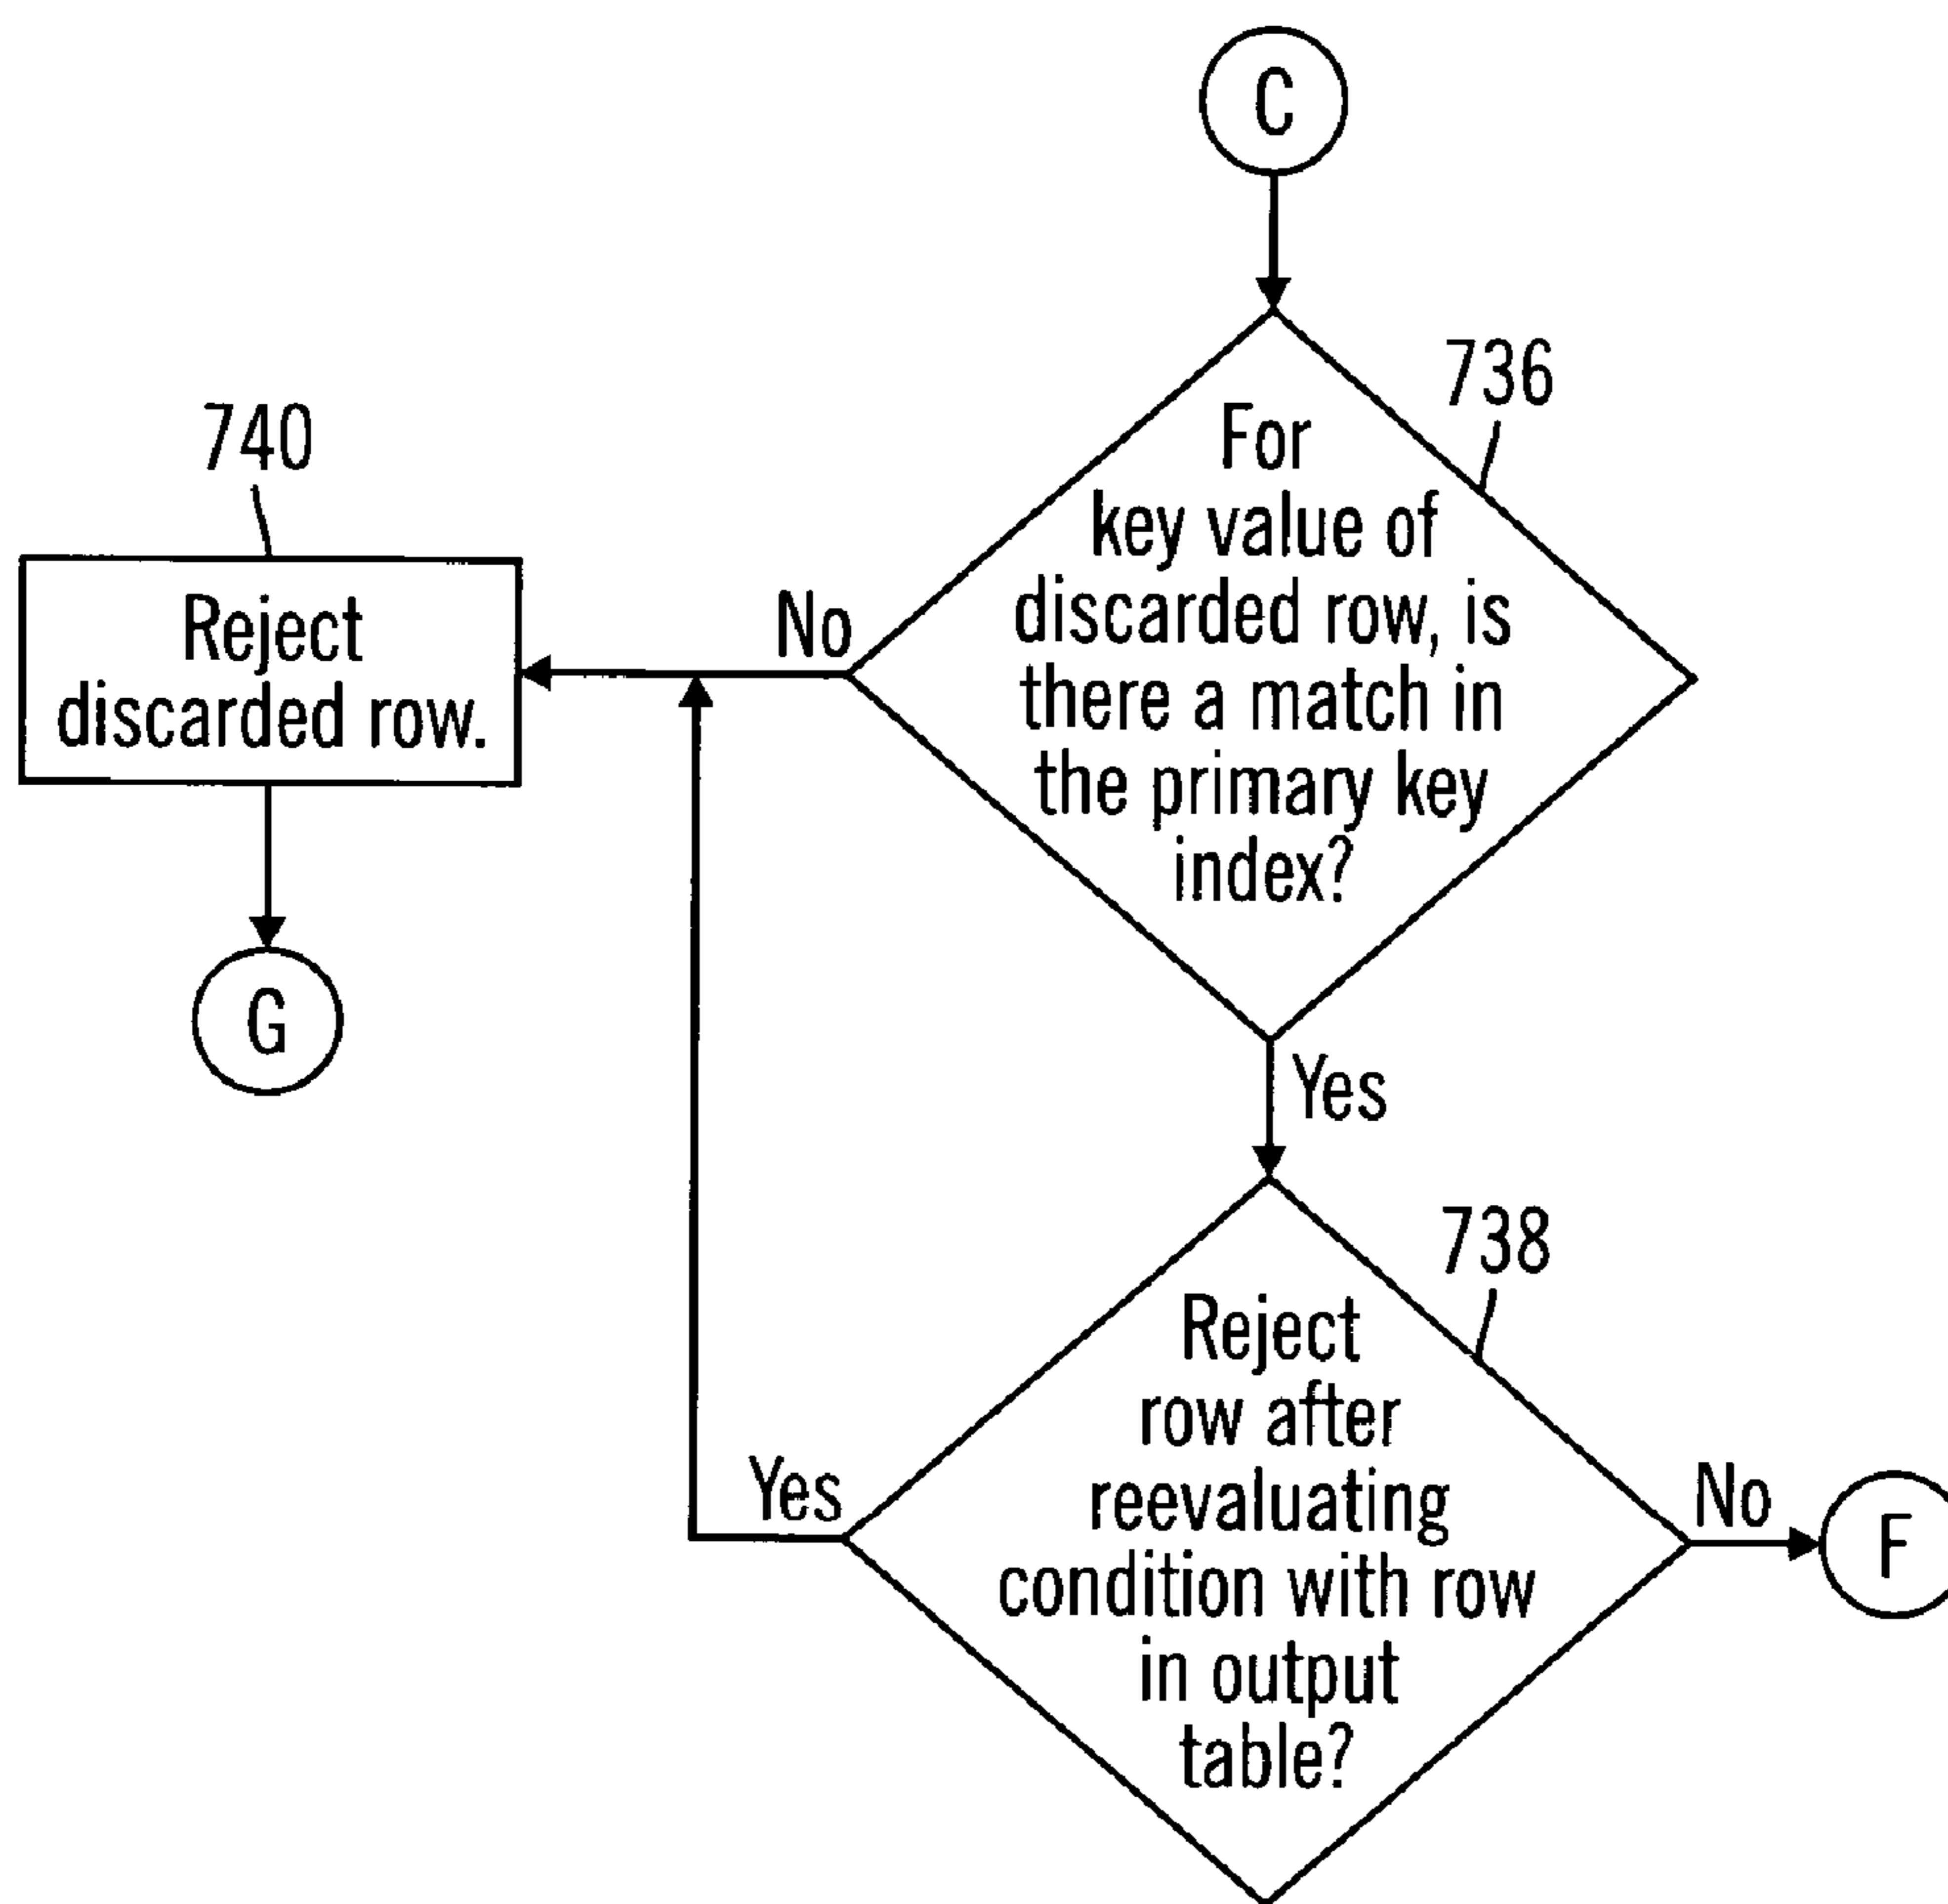 C
736
For
key value of
discarded row, is
there a match in
the primary key
index?
No
Yes
740
Reject
discarded row.
G
738
Reject
row after
reevaluating
condition with row
in output
table?
Yes
No
F